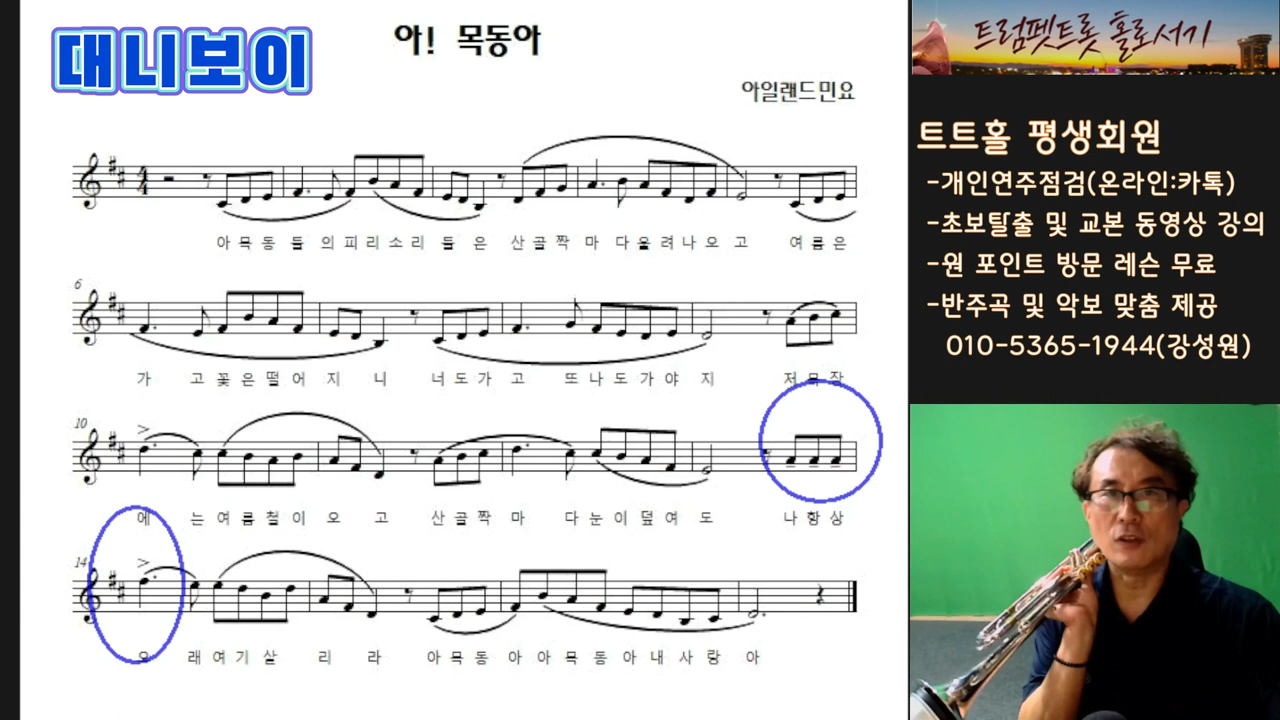 대니보이
아! 목동아
아일랜드민요
아 목 동 들 의 피 리 소 리 들 은 산 골 짝 마 다 울 려 나 오 고 여 름 은
6
가 고 꽃 은 떨 어 지 니 너 도 가 고 또 나 도 가 야 지 저 목 장
10
에 는 여 름 철 이 오 고 산 골 짝 마 다 눈 이 덮 여 도 나 항 상
14
오 래 여 기 살 리 라 아 목 동 아 아 목 동 아 내 사 랑 아
트럼펫트롯 홀로서기
트트홀 평생회원
-개인연주점검(온라인:카톡)
-초보탈출 및 교본 동영상 강의
-원 포인트 방문 레슨 무료
-반주곡 및 악보 맞춤 제공
010-5365-1944(강성원)